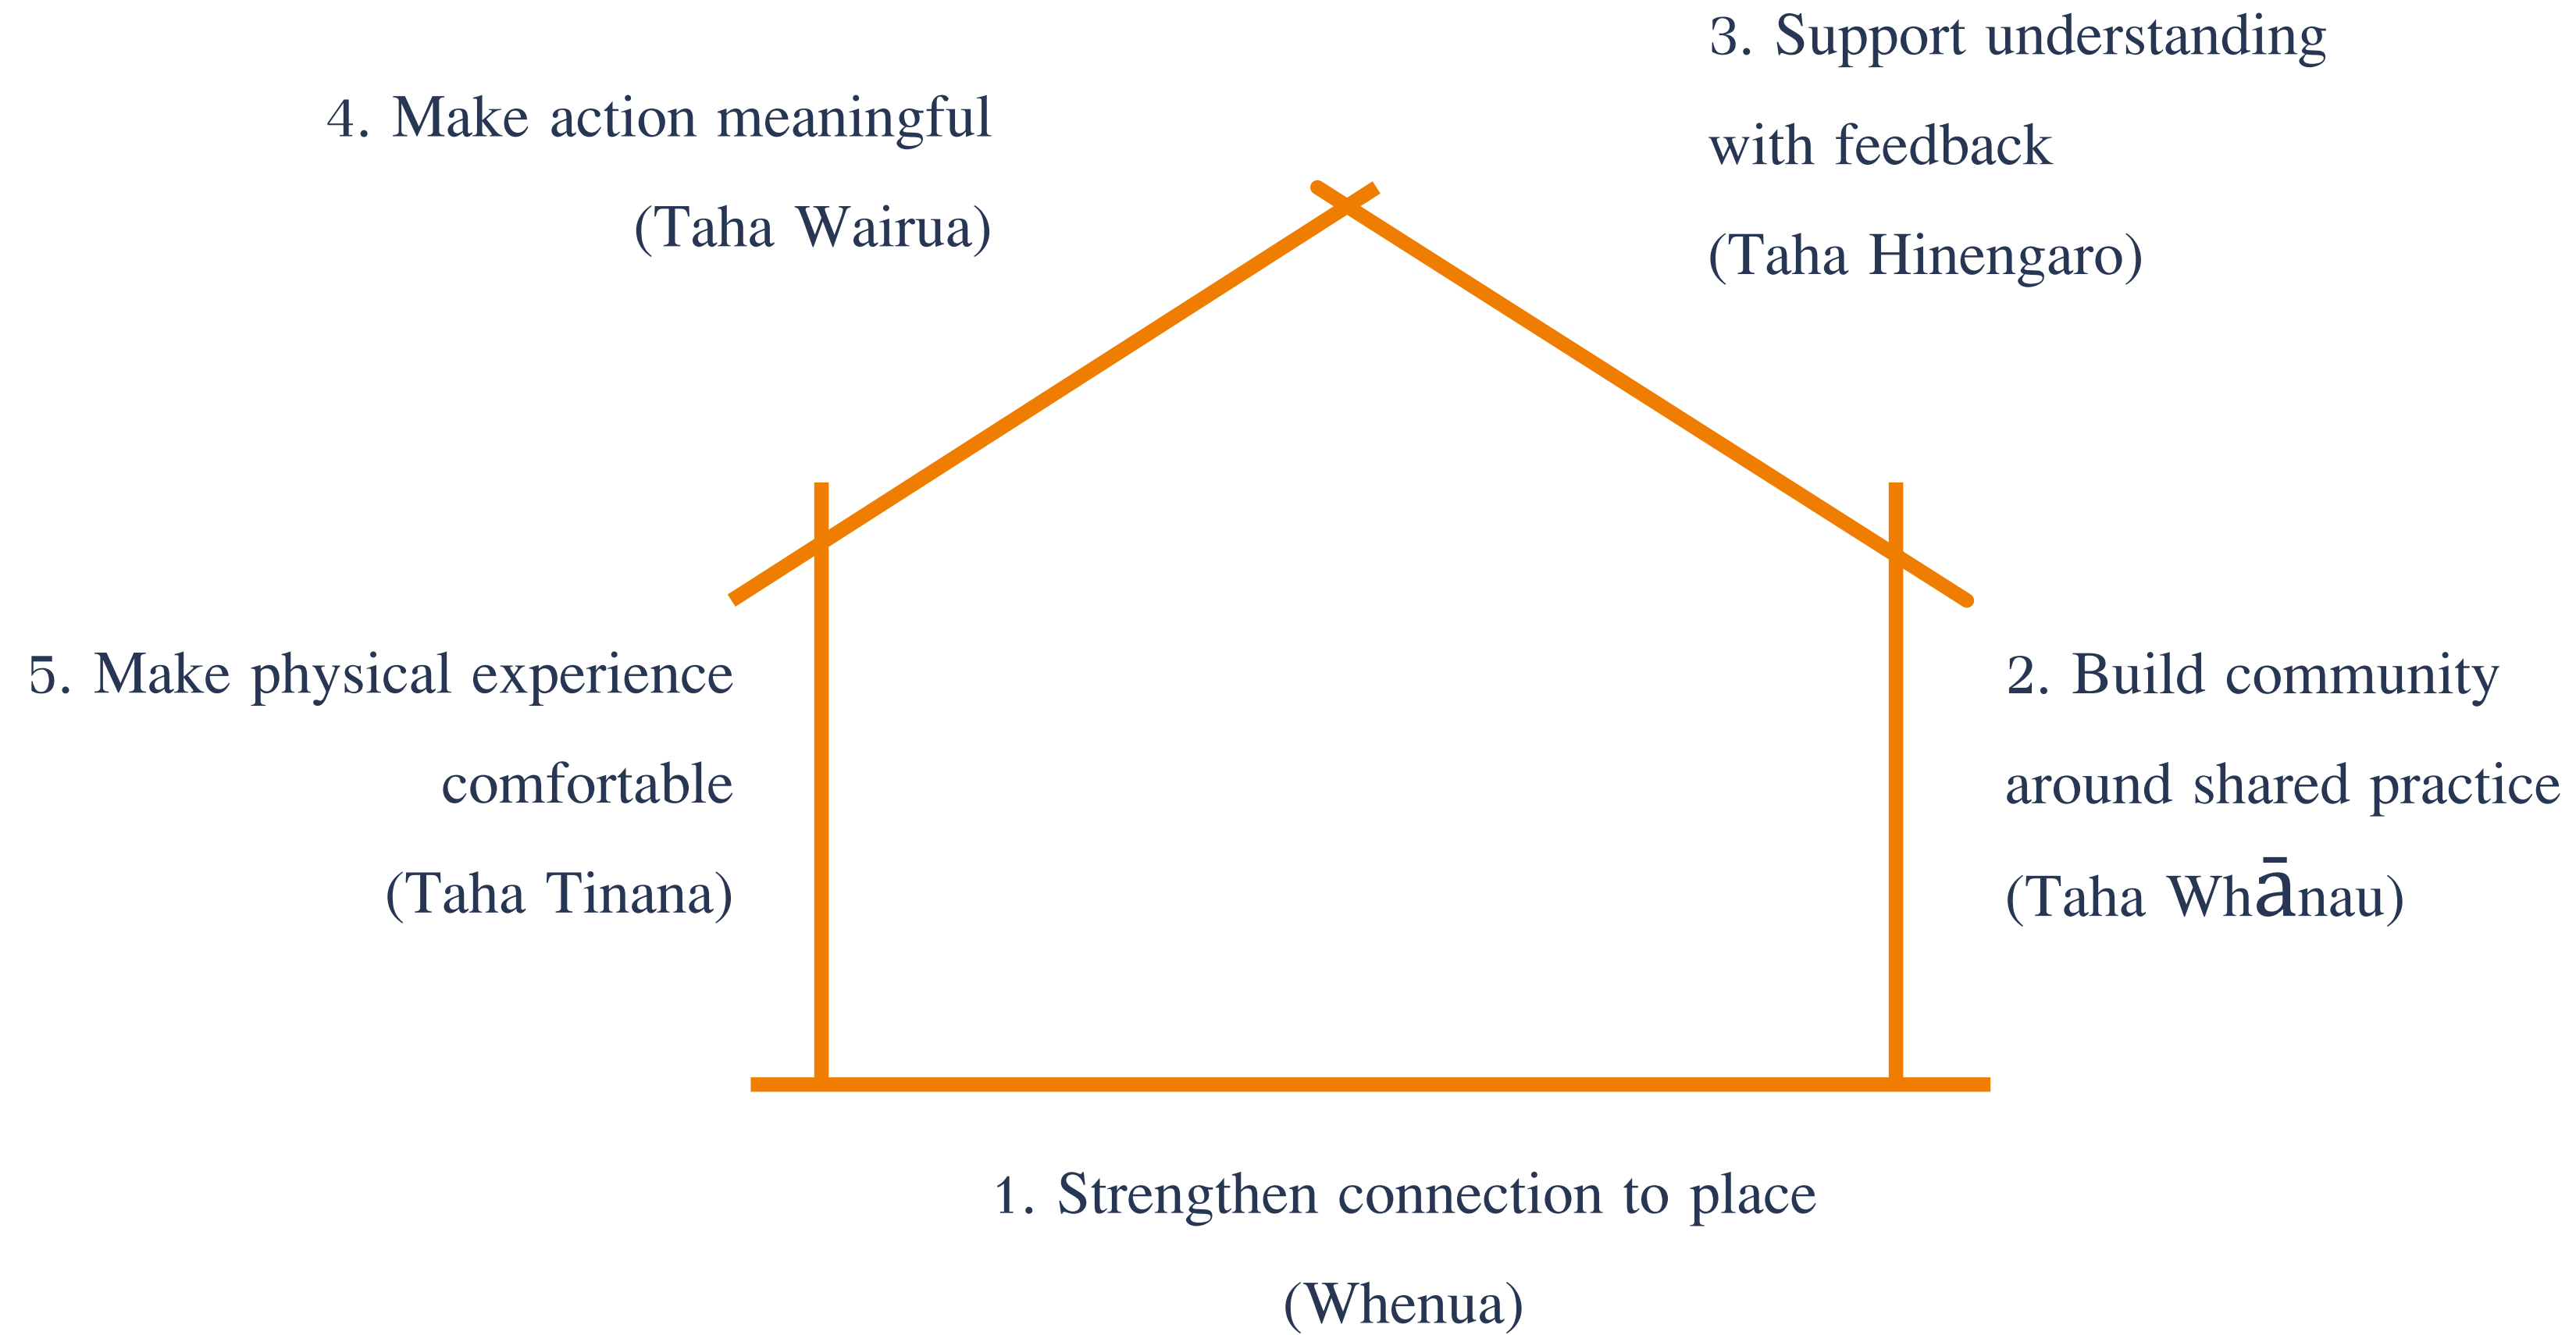 3. Support understanding
with feedback
(Taha Hinengaro)
4. Make action meaningful
(Taha Wairua)
5. Make physical experience
comfortable
(Taha Tinana)
2. Build community
around shared practice
(Taha Whānau)
1. Strengthen connection to place
(Whenua)